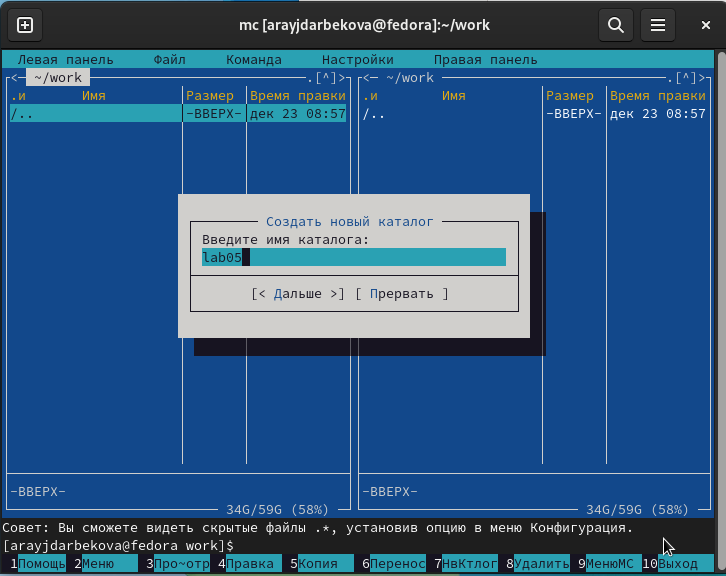 mc [arayjdarbekova@fedora]:~/work
Левая панель Файл Команда Настройки Правая панель
<— ~/work .[^]> <— ~/work .[^]>
.и Имя Размер Время правки .и Имя Размер Время правки
/.. -ВВЕРХ- дек 23 08:57 /.. -ВВЕРХ- дек 23 08:57
Создать новый каталог
Введите имя каталога:
lab05
[< Дальше >] [ Прервать ]
-ВВЕРХ- -ВВЕРХ-
34G/59G (58%) 34G/59G (58%)
Совет: Вы сможете видеть скрытые файлы .*, установив опцию в меню Конфигурация.
[arayjdarbekova@fedora work]$
1Помощь 2Меню 3Про~отр 4Правка 5Копия 6Перенос 7НвКтлог 8Удалить 9МенюMC 10Выход